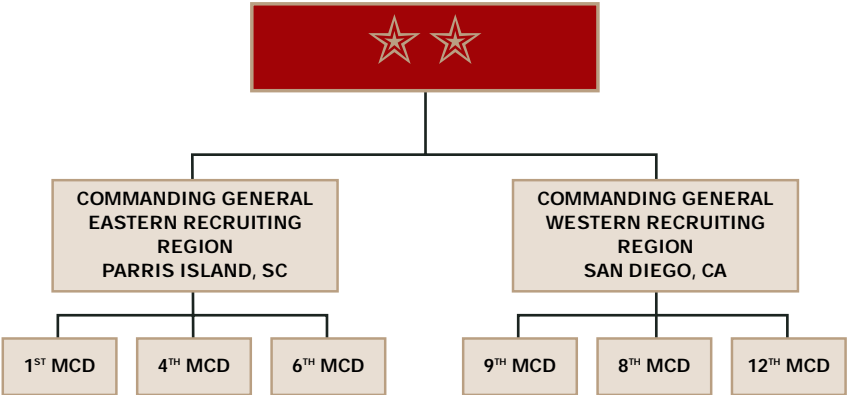 COMMANDING GENERAL
EASTERN RECRUITING
REGION
PARRIS ISLAND, SC
COMMANDING GENERAL
WESTERN RECRUITING
REGION
SAN DIEGO, CA
1ST MCD
4TH MCD
6TH MCD
9TH MCD
8TH MCD
12TH MCD